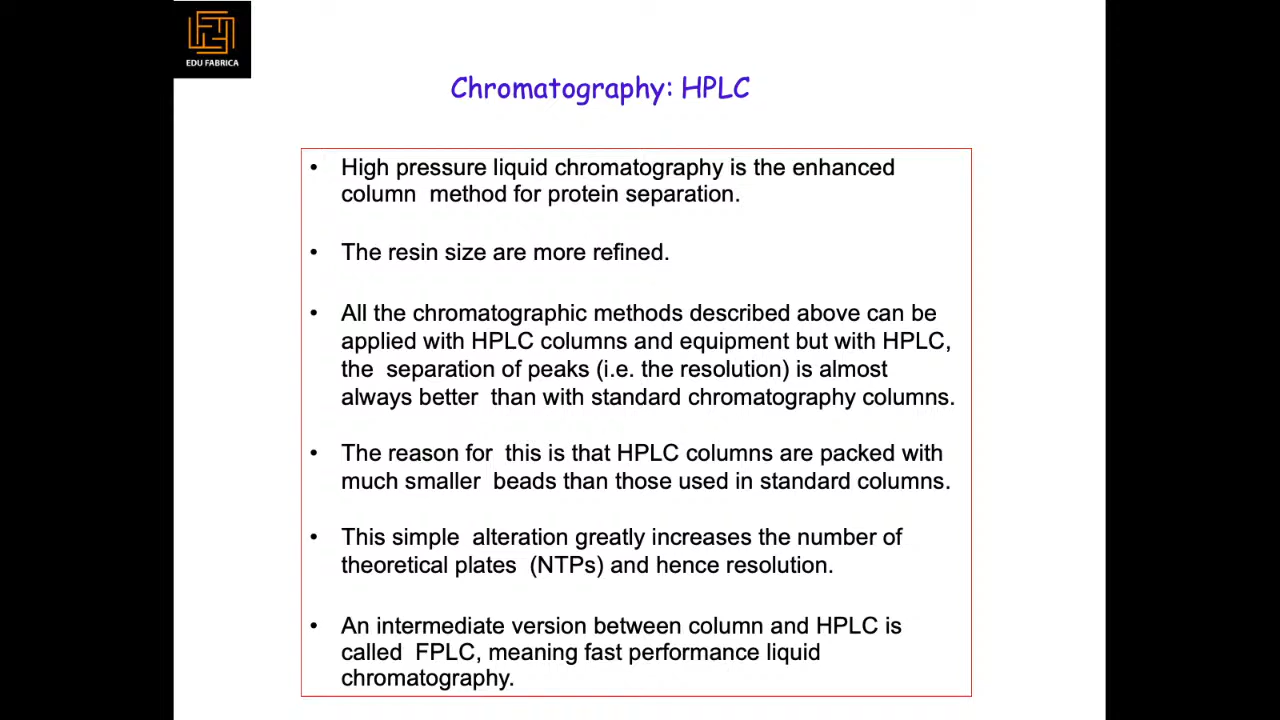 EDU FABRICA
Chromatography: HPLC
• High pressure liquid chromatography is the enhanced
column method for protein separation.
• The resin size are more refined.
• All the chromatographic methods described above can be
applied with HPLC columns and equipment but with HPLC,
the separation of peaks (i.e. the resolution) is almost
always better than with standard chromatography columns.
• The reason for this is that HPLC columns are packed with
much smaller beads than those used in standard columns.
• This simple alteration greatly increases the number of
theoretical plates (NTPs) and hence resolution.
• An intermediate version between column and HPLC is
called FPLC, meaning fast performance liquid
chromatography.